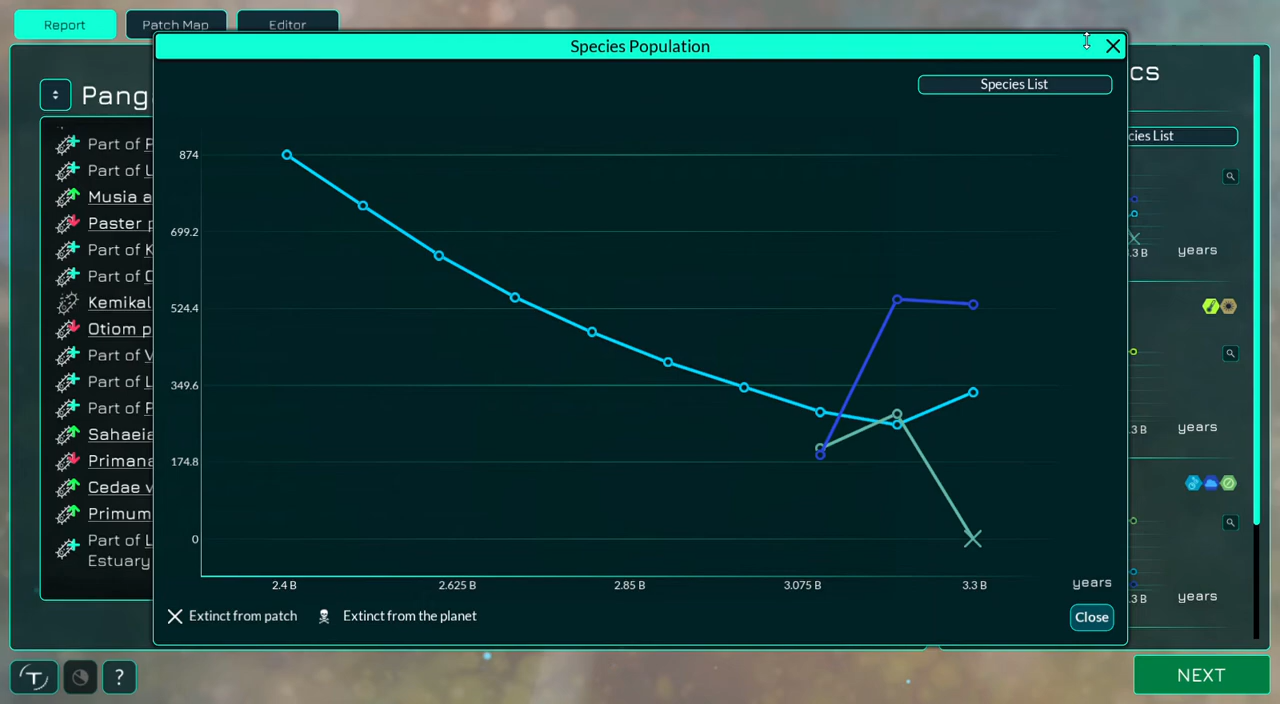 Report
Patch Map
Editor
Species Population
Species List
Pang
cs
cies List
Part of P
Part of L
Musia a
Paster p
Part of K
Part of C
Kemikal
Otiom p
Part of V
Part of L
Part of P
Sahaeia
Primana
Cedae v
Primum
Part of L
Estuary
874
699.2
524.4
349.6
174.8
0
2.4 B
2.625 B
2.85 B
3.075 B
3.3 B
years
.3 B
years
.3 B
years
.3 B
years
Extinct from patch
Extinct from the planet
Close
?
NEXT